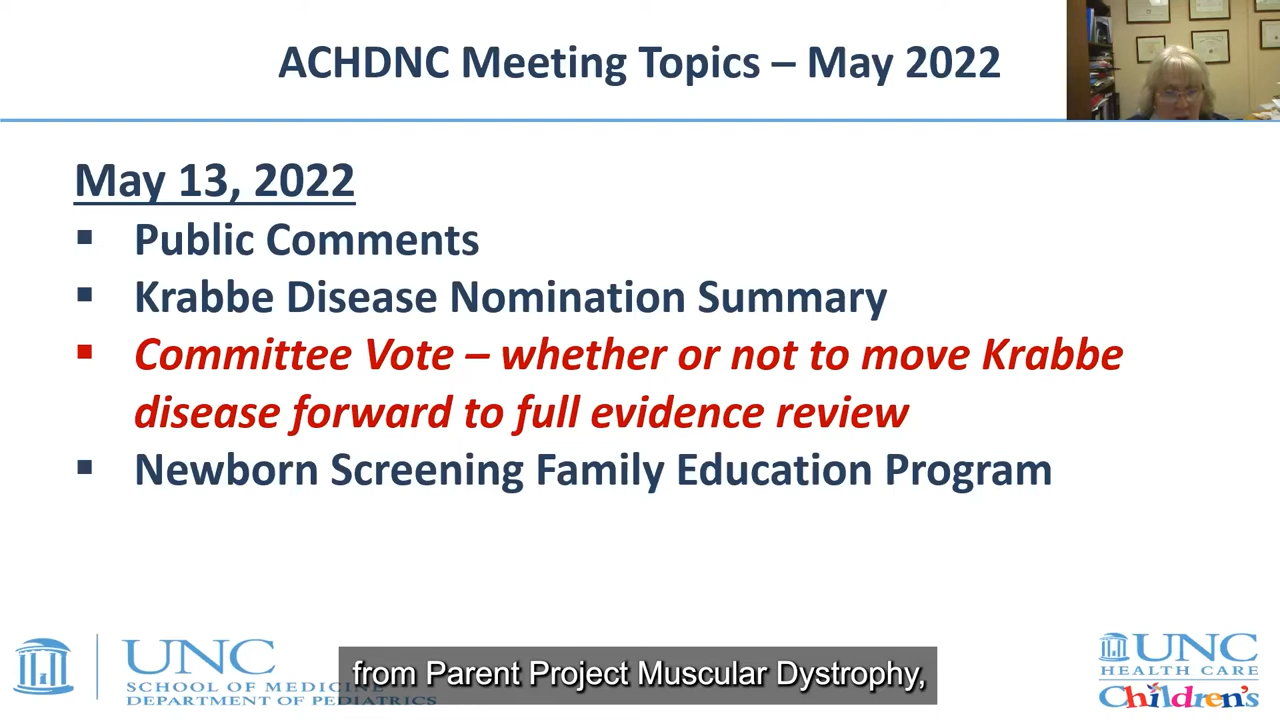 ACHDNC Meeting Topics – May 2022
May 13, 2022
▪ Public Comments
▪ Krabbe Disease Nomination Summary
▪ Committee Vote – whether or not to move Krabbe
disease forward to full evidence review
▪ Newborn Screening Family Education Program
UNC
SCHOOL OF MEDICINE
DEPARTMENT OF PEDIATRICS
from Parent Project Muscular Dystrophy,
UNC
HEALTH CARE
Children's